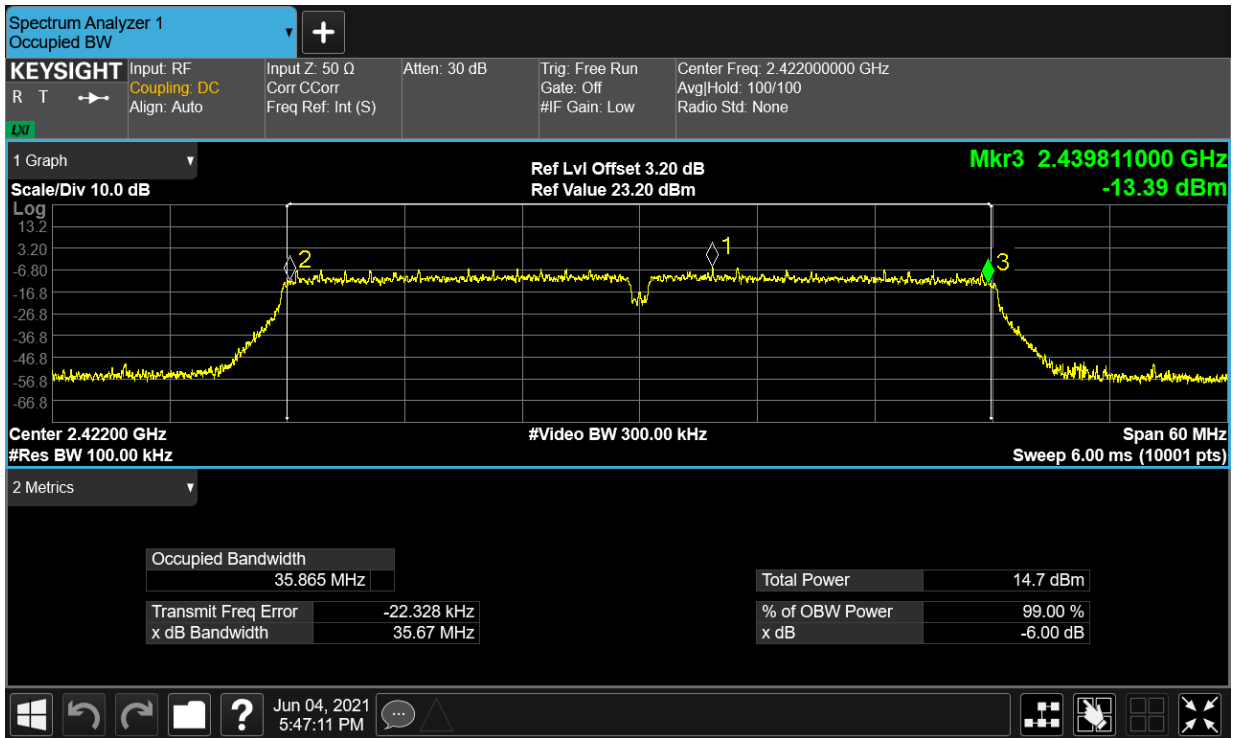 Spectrum Analyzer 1
Occupied BW
KEYSIGHT
R T
LXI
Input: RF
Coupling: DC
Align: Auto
Input Z: 50 Ω
Corr CCorr
Freq Ref: Int (S)
Atten: 30 dB
Trig: Free Run
Gate: Off
#IF Gain: Low
Center Freq: 2.422000000 GHz
Avg|Hold: 100/100
Radio Std: None
1 Graph
Scale/Div 10.0 dB
Ref Lvl Offset 3.20 dB
Ref Value 23.20 dBm
Mkr3 2.439811000 GHz
-13.39 dBm
Log
13.2
3.20
-6.80
-16.8
-26.8
-36.8
-46.8
-56.8
-66.8
2
1
3
Center 2.42200 GHz
#Res BW 100.00 kHz
#Video BW 300.00 kHz
Span 60 MHz
Sweep 6.00 ms (10001 pts)
2 Metrics
Occupied Bandwidth
35.865 MHz
Transmit Freq Error -22.328 kHz
x dB Bandwidth 35.67 MHz
Total Power 14.7 dBm
% of OBW Power 99.00 %
x dB -6.00 dB
?
Jun 04, 2021
5:47:11 PM